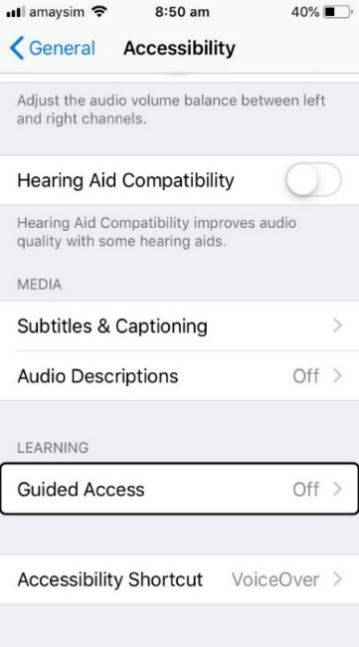 amaysim 8:50 am 40%
General Accessibility
Adjust the audio volume balance between left
and right channels.
Hearing Aid Compatibility
Hearing Aid Compatibility improves audio
quality with some hearing aids.
MEDIA
Subtitles & Captioning
Audio Descriptions Off
LEARNING
Guided Access Off
Accessibility Shortcut VoiceOver